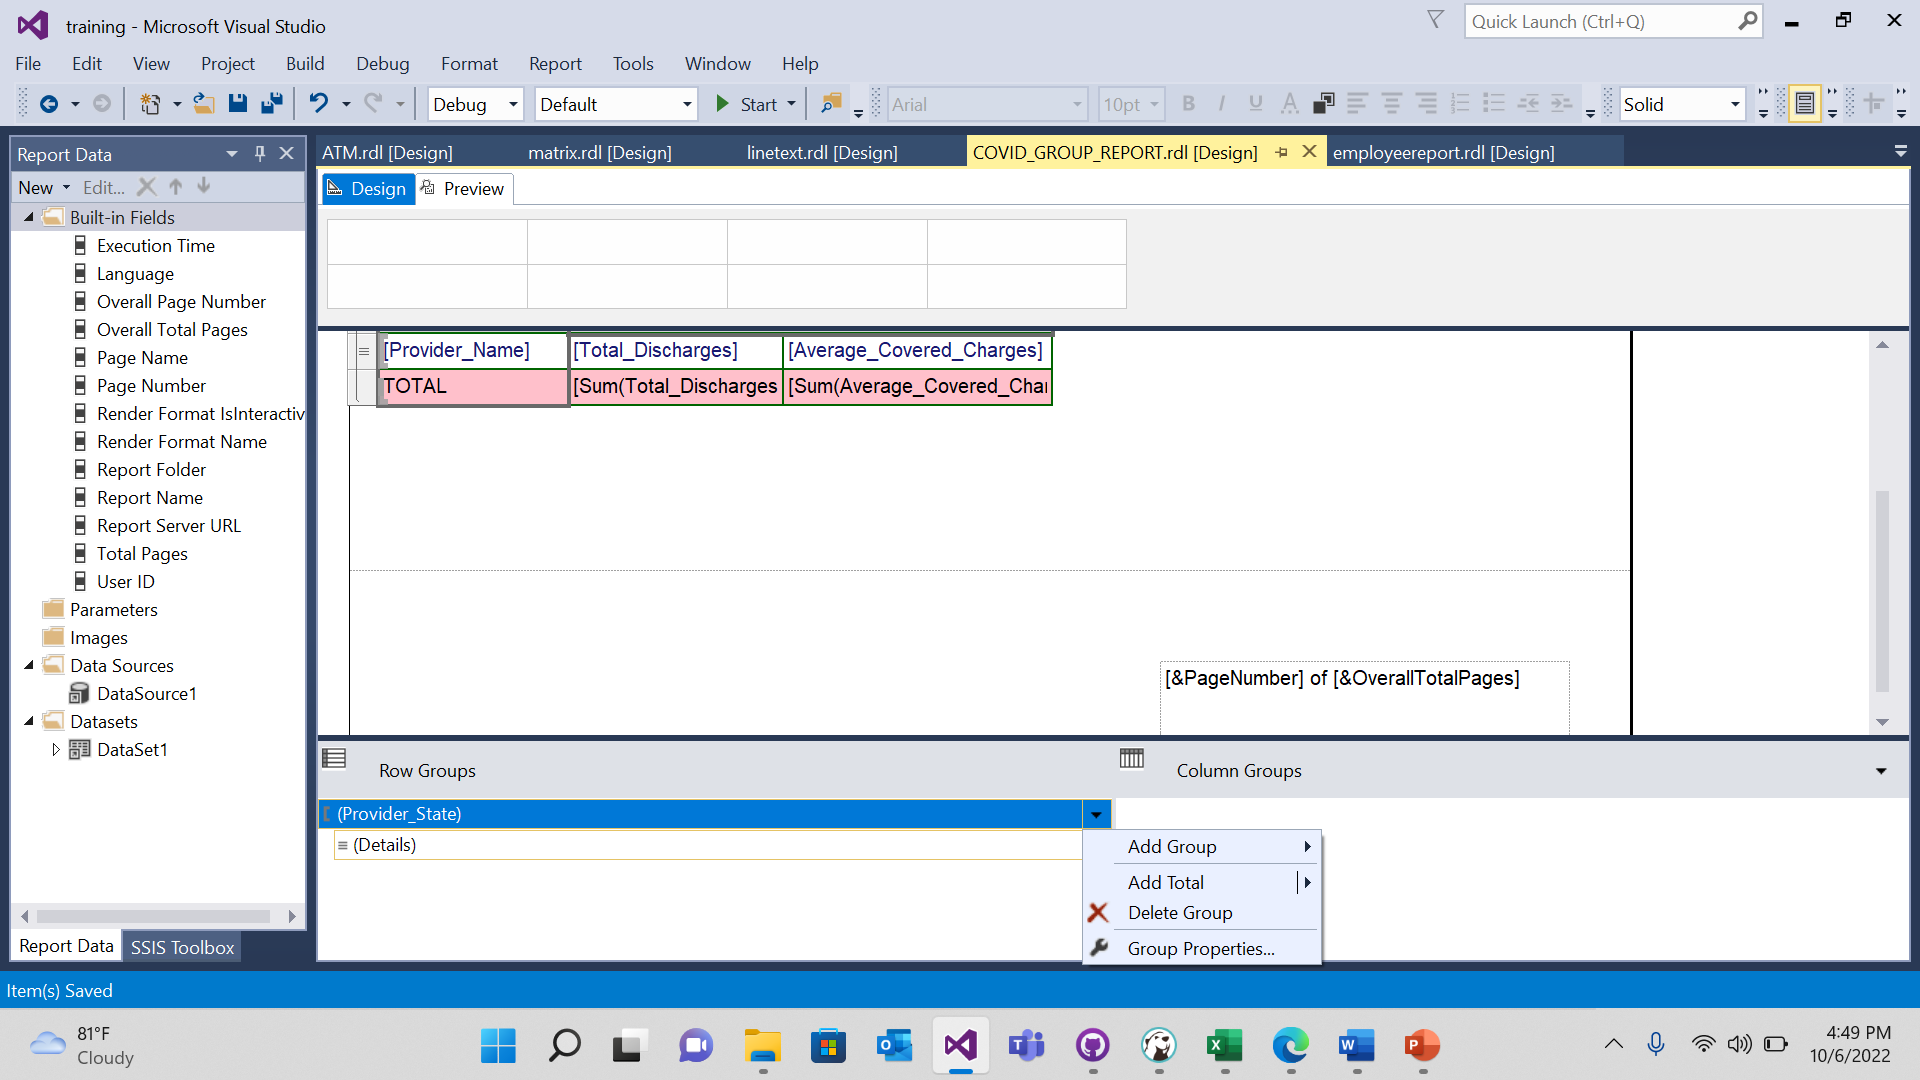 training - Microsoft Visual Studio
Quick Launch (Ctrl+Q)
File Edit View Project Build Debug Format Report Tools Window Help
Debug Default Start Arial 10pt B I U A Solid
Report Data
ATM.rdl [Design] matrix.rdl [Design] linetext.rdl [Design] COVID_GROUP_REPORT.rdl [Design] employeereport.rdl [Design]
New Edit...
Design Preview
Built-in Fields
Execution Time
Language
Overall Page Number
Overall Total Pages
Page Name
Page Number
Render Format IsInteractiv
Render Format Name
Report Folder
Report Name
Report Server URL
Total Pages
User ID
Parameters
Images
Data Sources
DataSource1
Datasets
DataSet1
Report Data SSIS Toolbox
[Provider_Name] [Total_Discharges] [Average_Covered_Charges]
TOTAL [Sum(Total_Discharges [Sum(Average_Covered_Char
[&PageNumber] of [&OverallTotalPages]
Row Groups Column Groups
(Provider_State)
(Details)
Add Group
Add Total
Delete Group
Group Properties...
Item(s) Saved
81°F
Cloudy
4:49 PM
10/6/2022